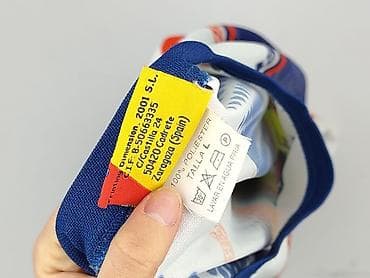 Dimension, 2001 S.L.
C.I.F. B-50663335
C/Castilla 24
50420 Cadrete
Zaragoza (Spain)
100% POLIESTER
TALLA L
LAVAR EN AGUA FRIA